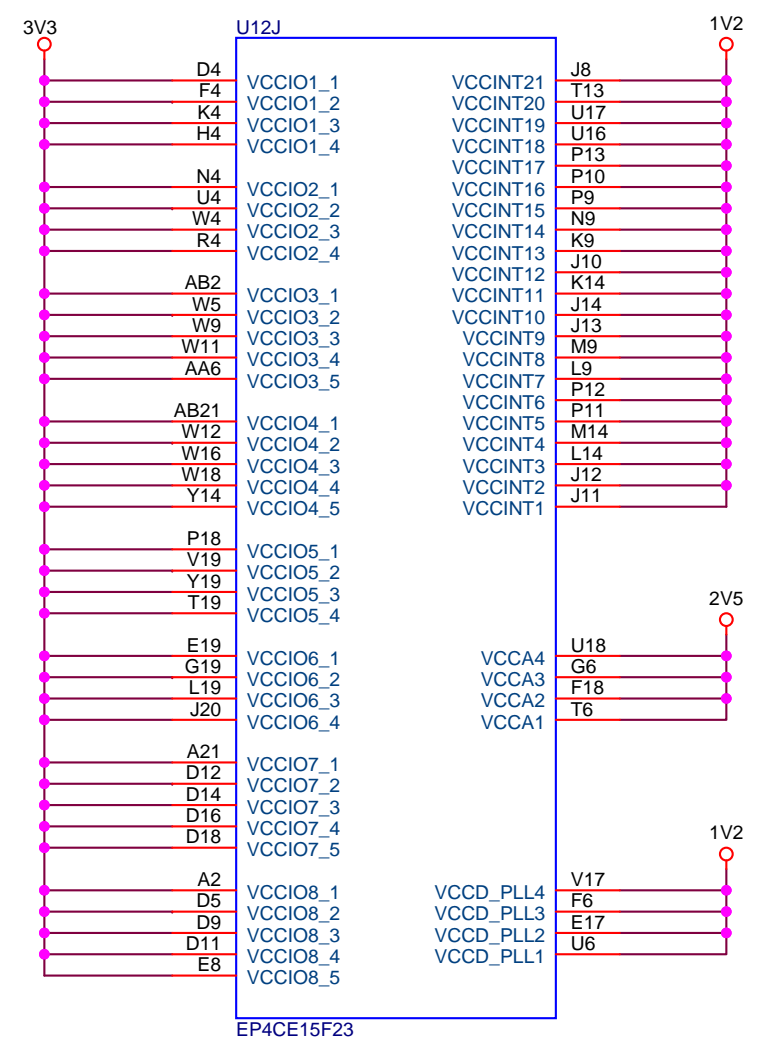 3V3
U12J
1V2
D4 VCCIO1_1
F4 VCCIO1_2
K4 VCCIO1_3
H4 VCCIO1_4
N4 VCCIO2_1
U4 VCCIO2_2
W4 VCCIO2_3
R4 VCCIO2_4
AB2 VCCIO3_1
W5 VCCIO3_2
W9 VCCIO3_3
W11 VCCIO3_4
AA6 VCCIO3_5
AB21 VCCIO4_1
W12 VCCIO4_2
W16 VCCIO4_3
W18 VCCIO4_4
Y14 VCCIO4_5
P18 VCCIO5_1
V19 VCCIO5_2
Y19 VCCIO5_3
T19 VCCIO5_4
E19 VCCIO6_1
G19 VCCIO6_2
L19 VCCIO6_3
J20 VCCIO6_4
A21 VCCIO7_1
D12 VCCIO7_2
D14 VCCIO7_3
D16 VCCIO7_4
D18 VCCIO7_5
A2 VCCIO8_1
D5 VCCIO8_2
D9 VCCIO8_3
D11 VCCIO8_4
E8 VCCIO8_5
VCCINT21 J8
VCCINT20 T13
VCCINT19 U17
VCCINT18 U16
VCCINT17 P13
VCCINT16 P10
VCCINT15 P9
VCCINT14 N9
VCCINT13 K9
VCCINT12 J10
VCCINT11 K14
VCCINT10 J14
VCCINT9 J13
VCCINT8 M9
VCCINT7 L9
VCCINT6 P12
VCCINT5 P11
VCCINT4 M14
VCCINT3 L14
VCCINT2 J12
VCCINT1 J11
2V5
VCCA4 U18
VCCA3 G6
VCCA2 F18
VCCA1 T6
1V2
VCCD_PLL4 V17
VCCD_PLL3 F6
VCCD_PLL2 E17
VCCD_PLL1 U6
EP4CE15F23